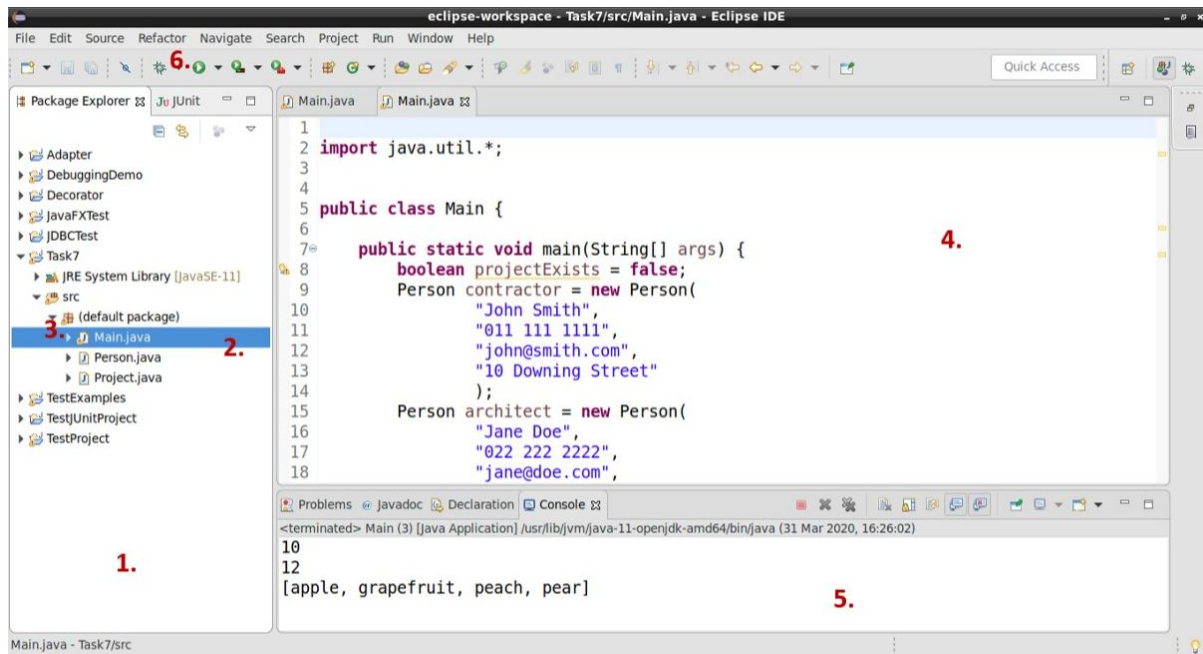 eclipse-workspace - Task7/src/Main.java - Eclipse IDE
File Edit Source Refactor Navigate Search Project Run Window Help
6.
Quick Access
Package Explorer
JUnit
Adapter
DebuggingDemo
Decorator
JavaFXTest
JDBCTest
Task7
JRE System Library [JavaSE-11]
src
(default package)
3.
Main.java
2.
Person.java
Project.java
TestExamples
TestJUnitProject
TestProject
1.
Main.java
Main.java
1
2 import java.util.*;
3
4
5 public class Main {
6
7 public static void main(String[] args) {
4.
8 boolean projectExists = false;
9 Person contractor = new Person(
10 "John Smith",
11 "011 111 1111",
12 "john@smith.com",
13 "10 Downing Street"
14 );
15 Person architect = new Person(
16 "Jane Doe",
17 "022 222 2222",
18 "jane@doe.com",
Problems Javadoc Declaration Console
<terminated> Main (3) [Java Application] /usr/lib/jvm/java-11-openjdk-amd64/bin/java (31 Mar 2020, 16:26:02)
10
12
[apple, grapefruit, peach, pear]
5.
Main.java - Task7/src